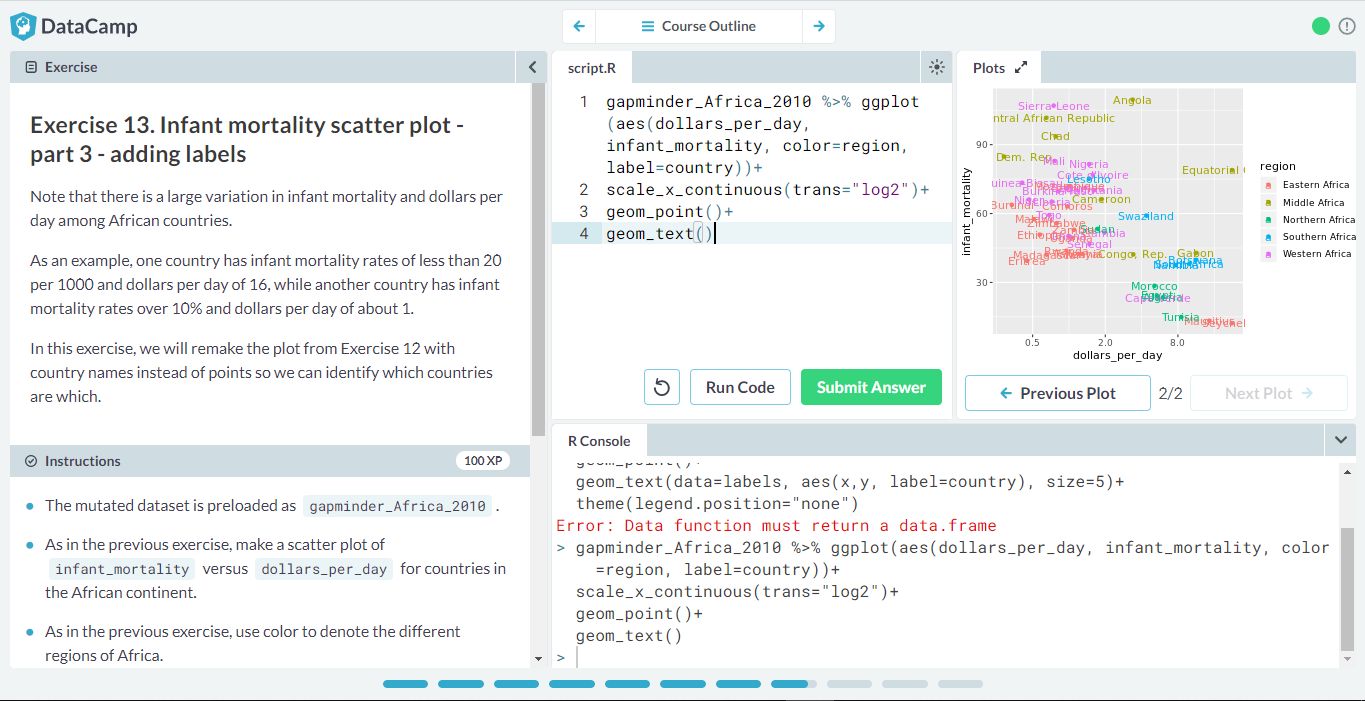 DataCamp
Course Outline
Exercise
Exercise 13. Infant mortality scatter plot -
part 3 - adding labels
Note that there is a large variation in infant mortality and dollars per
day among African countries.
As an example, one country has infant mortality rates of less than 20
per 1000 and dollars per day of 16, while another country has infant
mortality rates over 10% and dollars per day of about 1.
In this exercise, we will remake the plot from Exercise 12 with
country names instead of points so we can identify which countries
are which.
Instructions
100 XP
The mutated dataset is preloaded as gapminder_Africa_2010 .
As in the previous exercise, make a scatter plot of
infant_mortality versus dollars_per_day for countries in
the African continent.
As in the previous exercise, use color to denote the different
regions of Africa.
script.R
1 gapminder_Africa_2010 %>% ggplot
(aes(dollars_per_day,
infant_mortality, color=region,
label=country))+
2 scale_x_continuous(trans="log2")+
3 geom_point()+
4 geom_text()
Run Code
Submit Answer
Plots
infant_mortality
90
60
30
Angola
Sierra Leone
ntral African Republic
Chad
Dem. Rep.
Mali
Nigeria
Equatorial
Cote d'Ivoire
Lesotho
Cameroon
Comoros
Togo
Swaziland
Zimbabwe
Sudan
Senegal
Congo, Rep.
Gabon
Botswana
Eritrea
Morocco
Tunisia
Mauritius
0.5 2.0 8.0
dollars_per_day
region
Eastern Africa
Middle Africa
Northern Africa
Southern Africa
Western Africa
Previous Plot
2/2
Next Plot
R Console
geom_point()+
geom_text(data=labels, aes(x,y, label=country), size=5)+
theme(legend.position="none")
Error: Data function must return a data.frame
> gapminder_Africa_2010 %>% ggplot(aes(dollars_per_day, infant_mortality, color
=region, label=country))+
scale_x_continuous(trans="log2")+
geom_point()+
geom_text()
>